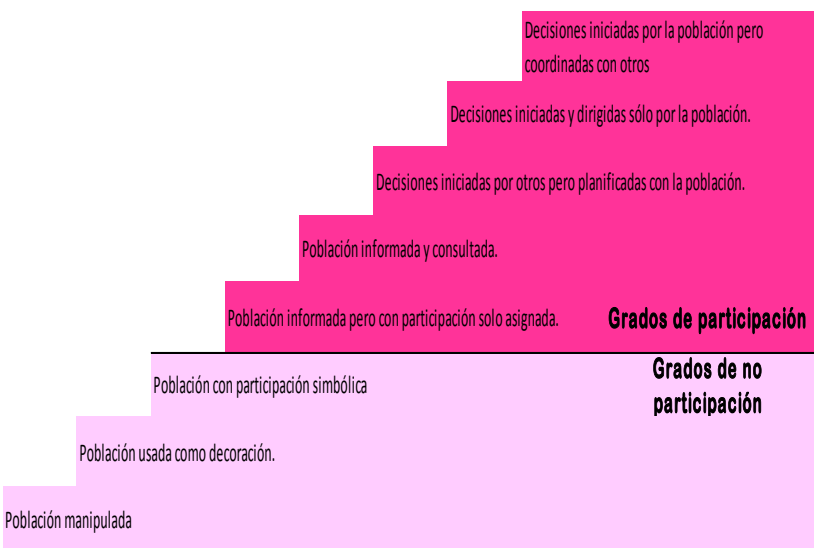 Decisiones iniciadas por la población pero
coordinadas con otros
Decisiones iniciadas y dirigidas sólo por la población.
Decisiones iniciadas por otros pero planificadas con la población.
Población informada y consultada.
Población informada pero con participación solo asignada.
Grados de participación
Grados de no
participación
Población con participación simbólica
Población usada como decoración.
Población manipulada